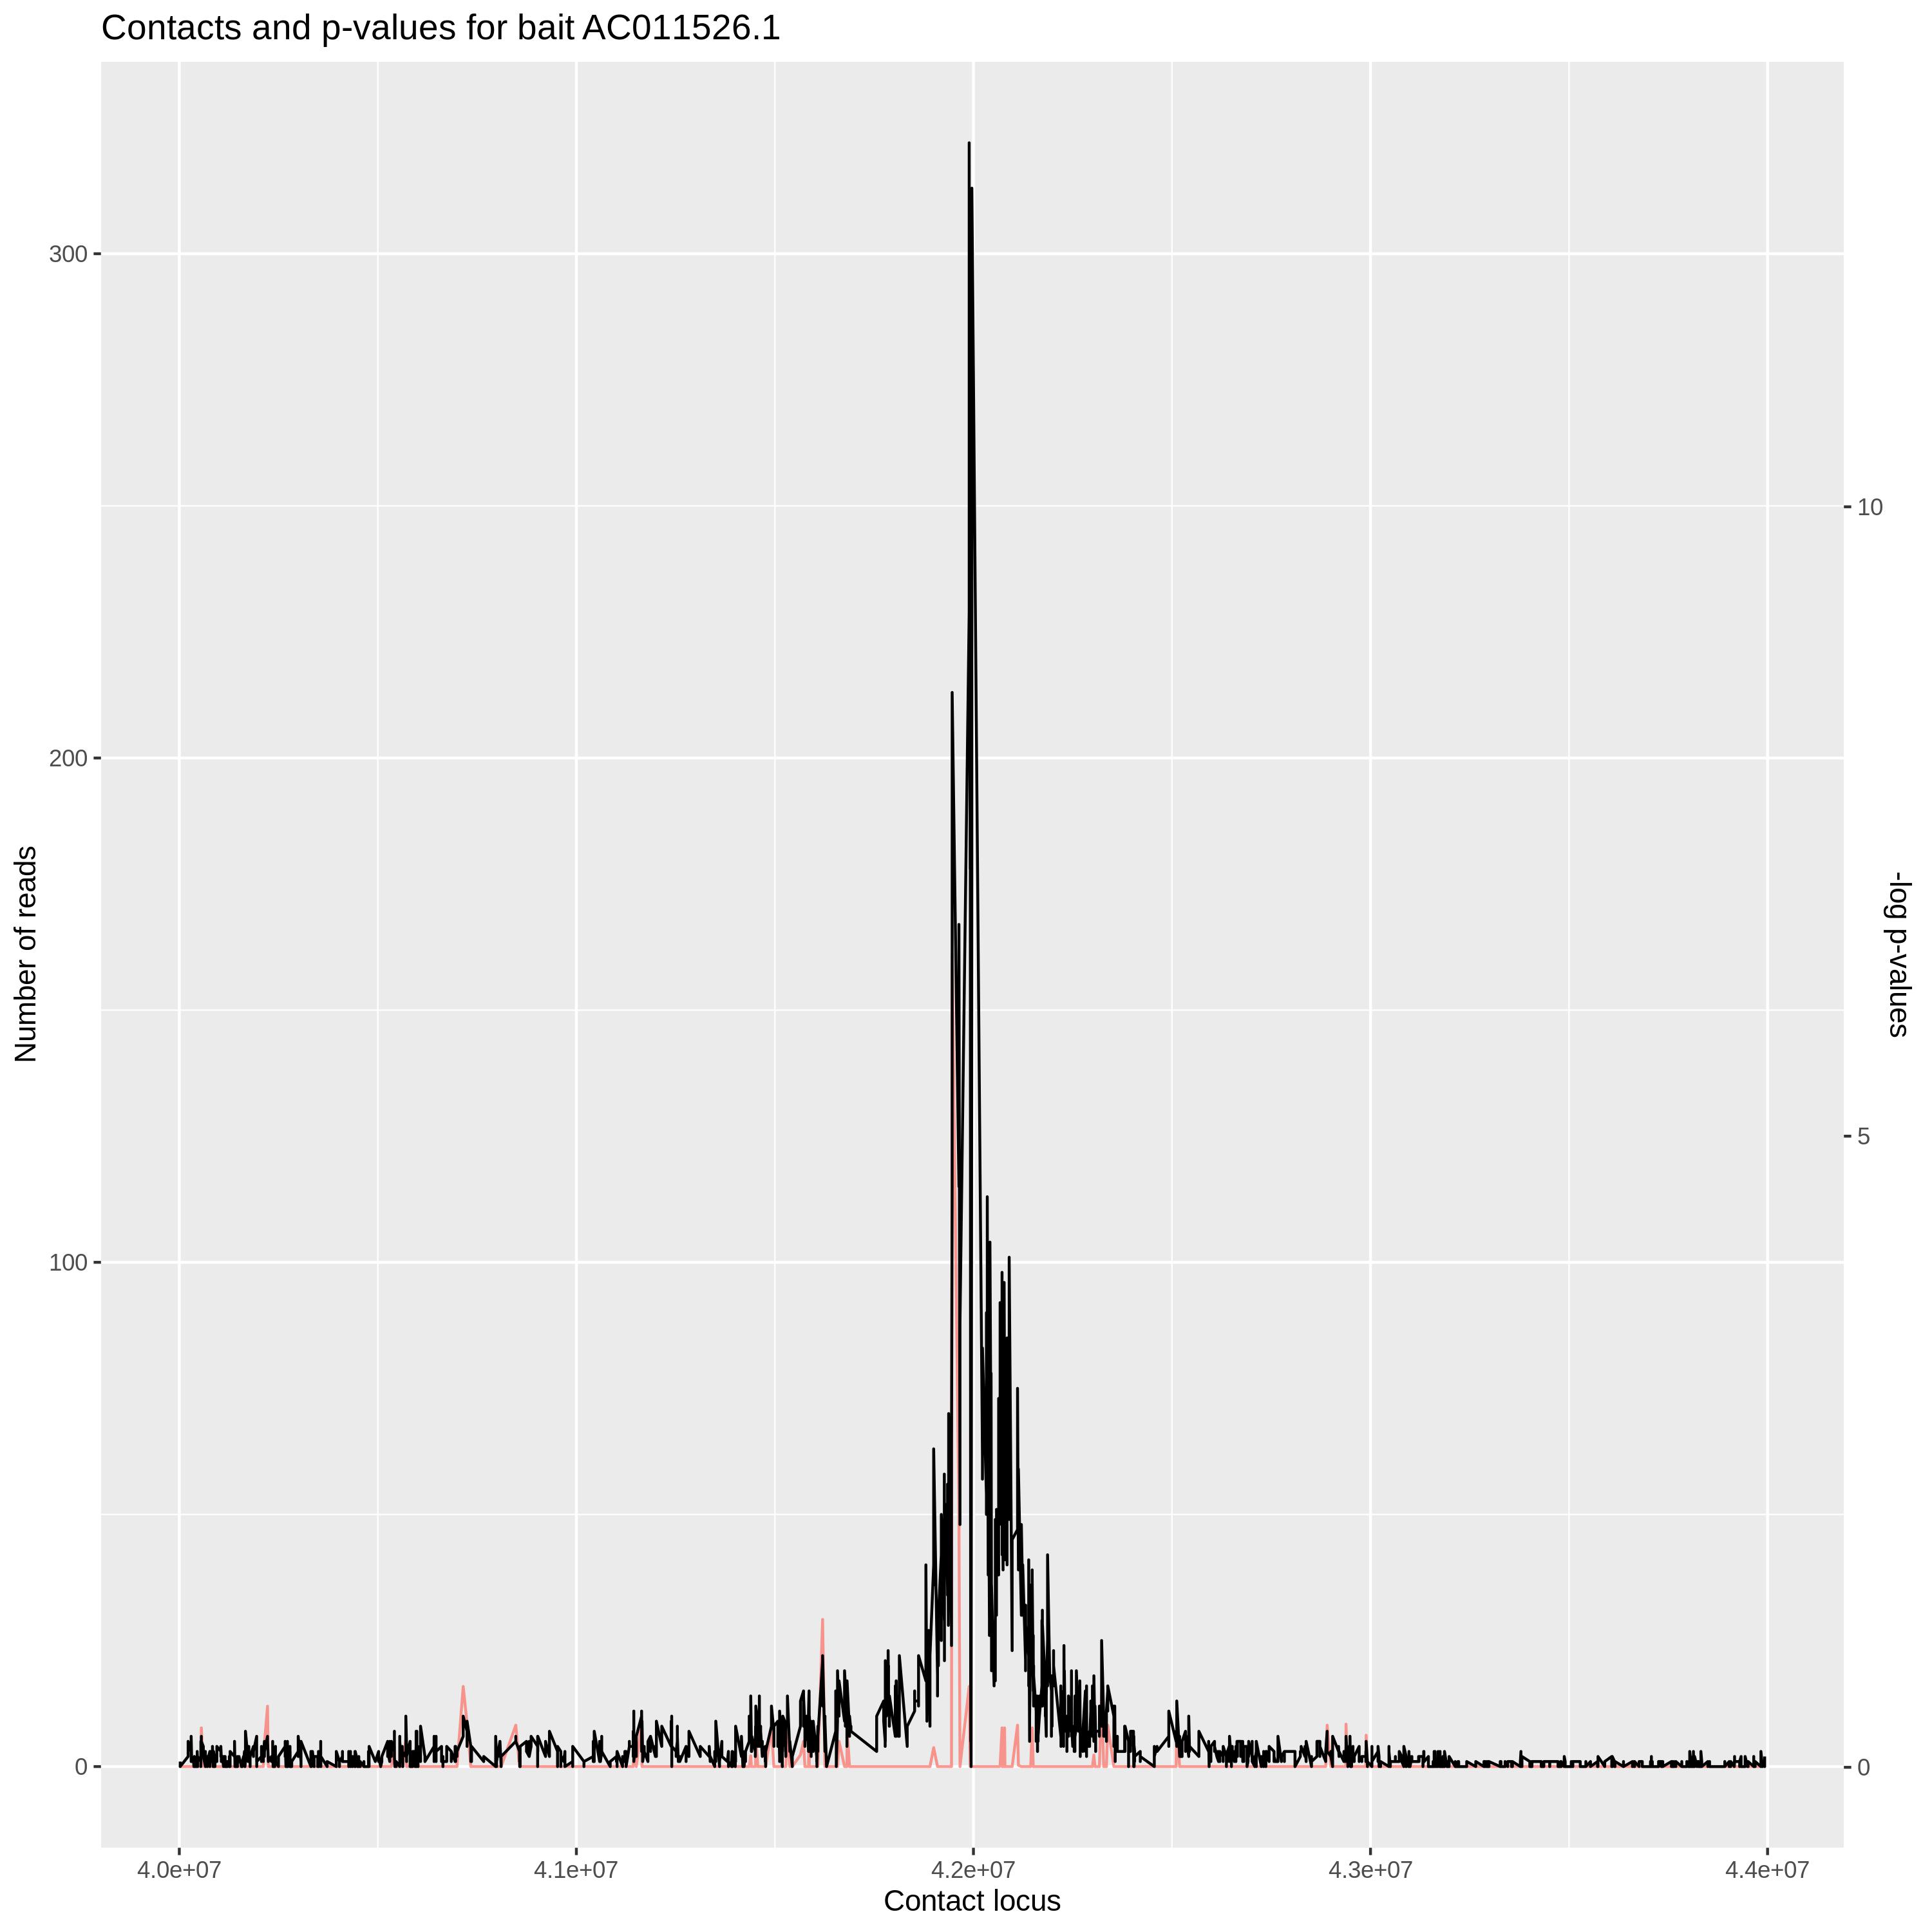 Contacts and p-values for bait AC011526.1
300
200
100
0
Number of reads
10
5
0
-log p-values
4.0e+07
4.1e+07
4.2e+07
4.3e+07
4.4e+07
Contact locus